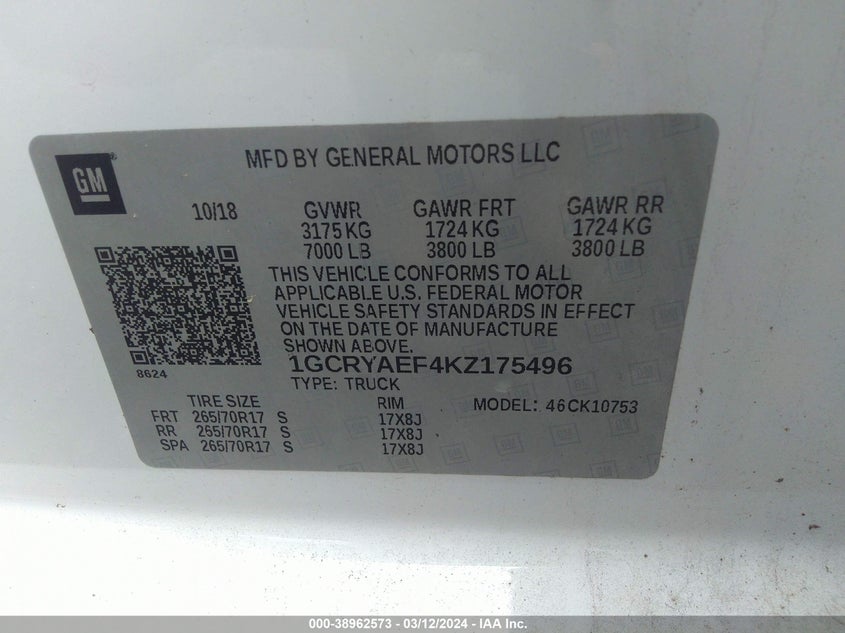 GM
MFD BY GENERAL MOTORS LLC
10/18 GVWR GAWR FRT GAWR RR
3175 KG 1724 KG 1724 KG
7000 LB 3800 LB 3800 LB
THIS VEHICLE CONFORMS TO ALL
APPLICABLE U.S. FEDERAL MOTOR
VEHICLE SAFETY STANDARDS IN EFFECT
ON THE DATE OF MANUFACTURE
SHOWN ABOVE.
8624
1GCRYAEF4KZ175496
TYPE: TRUCK
TIRE SIZE RIM MODEL: 46CK10753
FRT 265/70R17 S 17X8J
RR 265/70R17 S 17X8J
SPA 265/70R17 S 17X8J
000-38962573 - 03/12/2024 - IAA Inc.